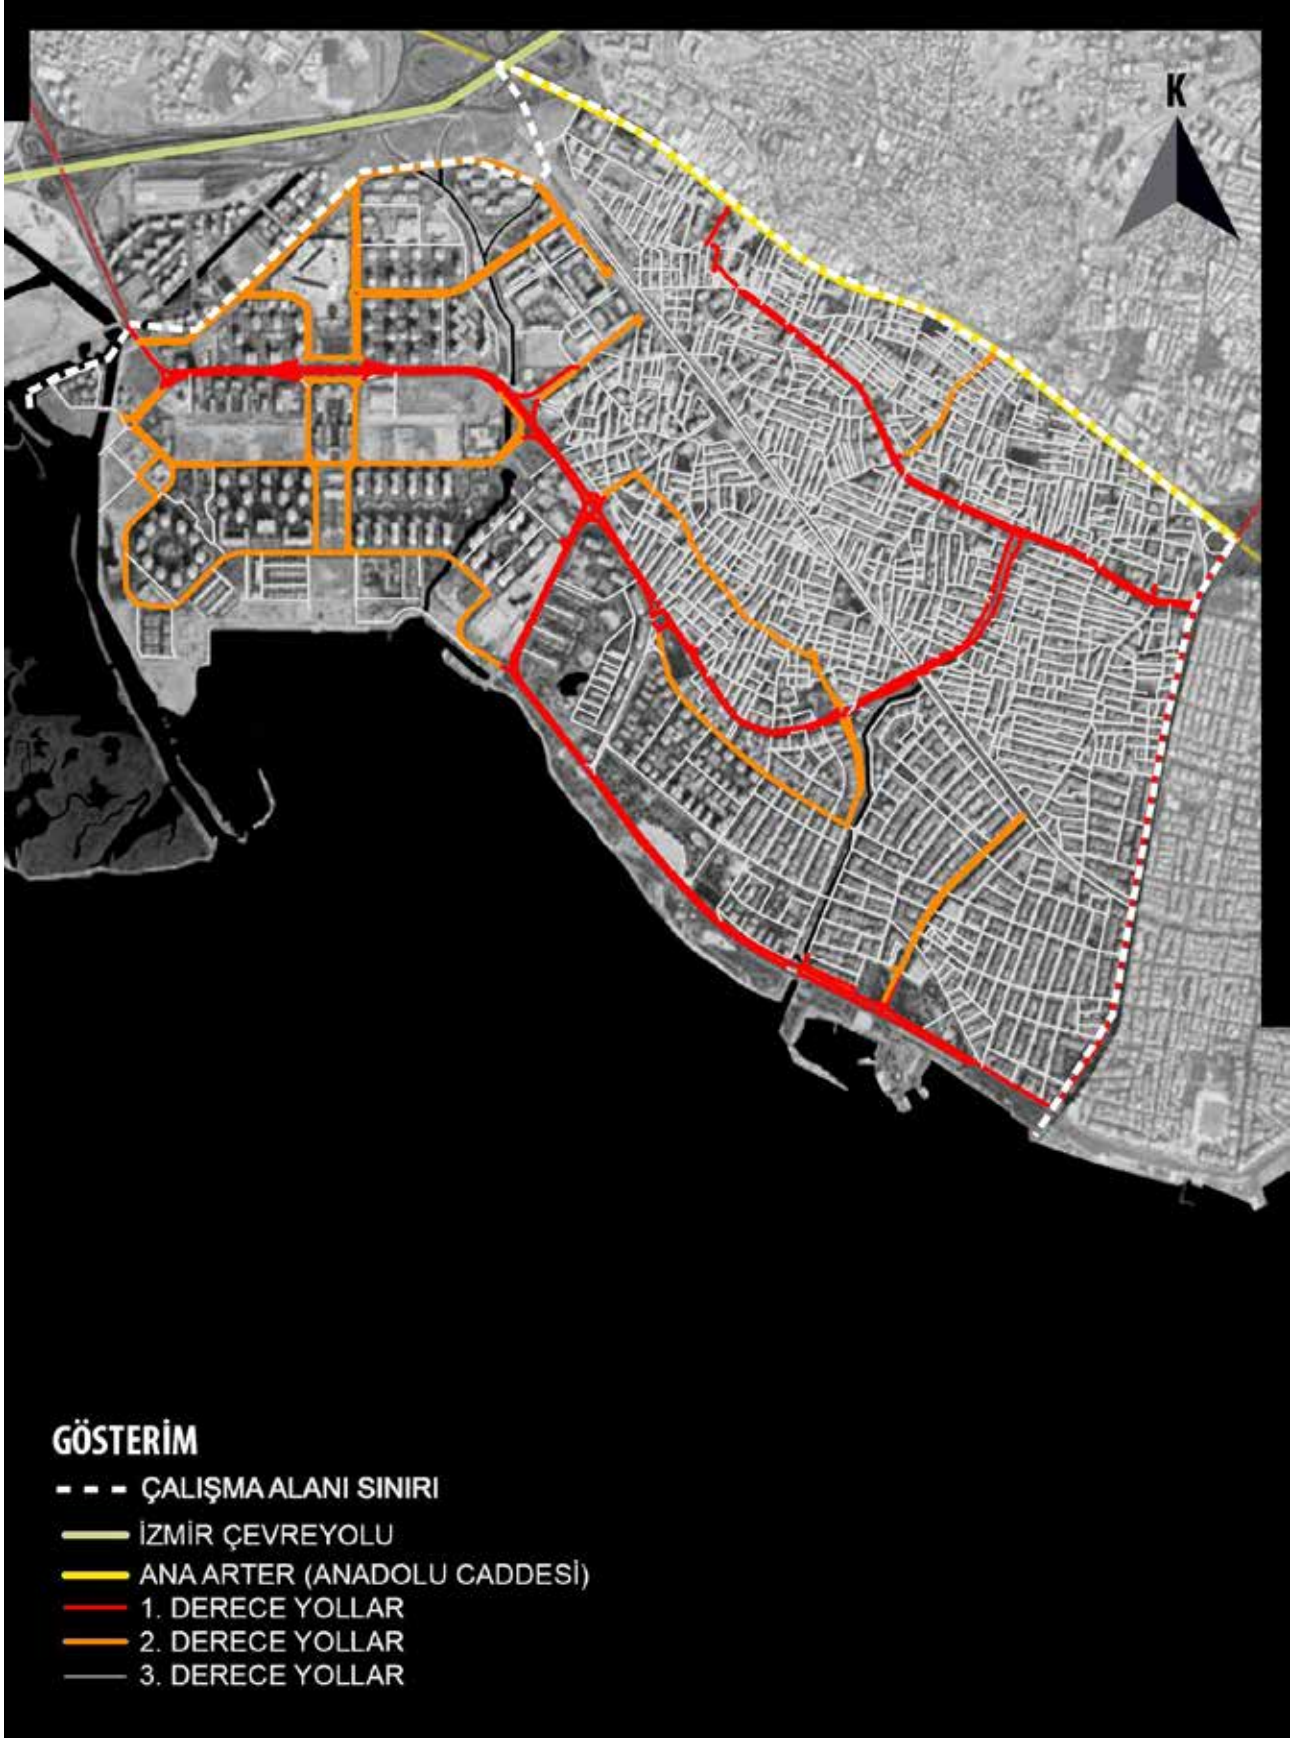 K
GÖSTERİM
ÇALIŞMA ALANI SINIRI
İZMİR ÇEVREYOLU
ANA ARTER (ANADOLU CADDESİ)
1. DERECE YOLLAR
2. DERECE YOLLAR
3. DERECE YOLLAR